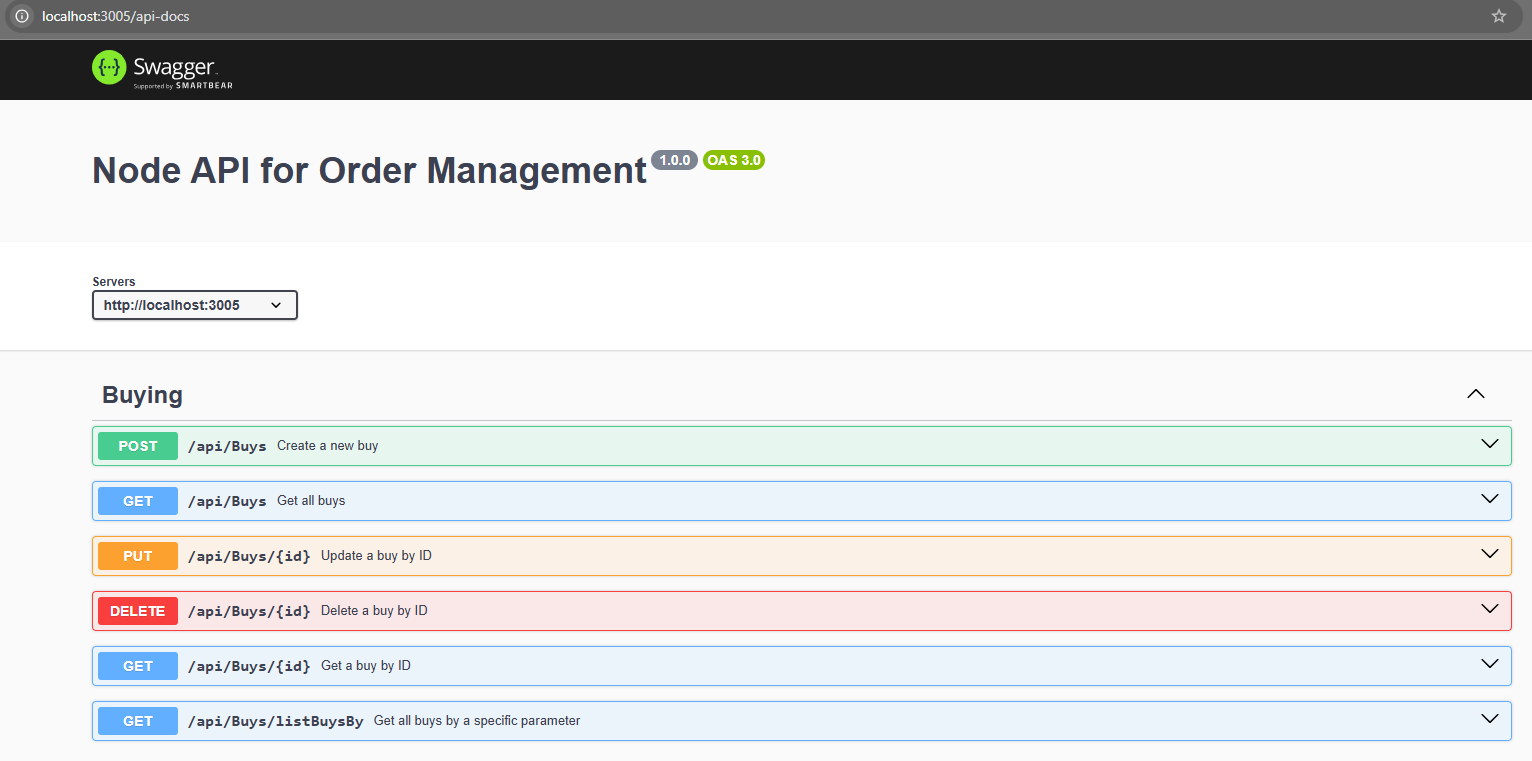 localhost:3005/api-docs
{···} Swagger
Supported by SMARTBEAR
Node API for Order Management 1.0.0 OAS 3.0
Servers
http://localhost:3005
Buying
POST /api/Buys Create a new buy
GET /api/Buys Get all buys
PUT /api/Buys/{id} Update a buy by ID
DELETE /api/Buys/{id} Delete a buy by ID
GET /api/Buys/{id} Get a buy by ID
GET /api/Buys/listBuysBy Get all buys by a specific parameter